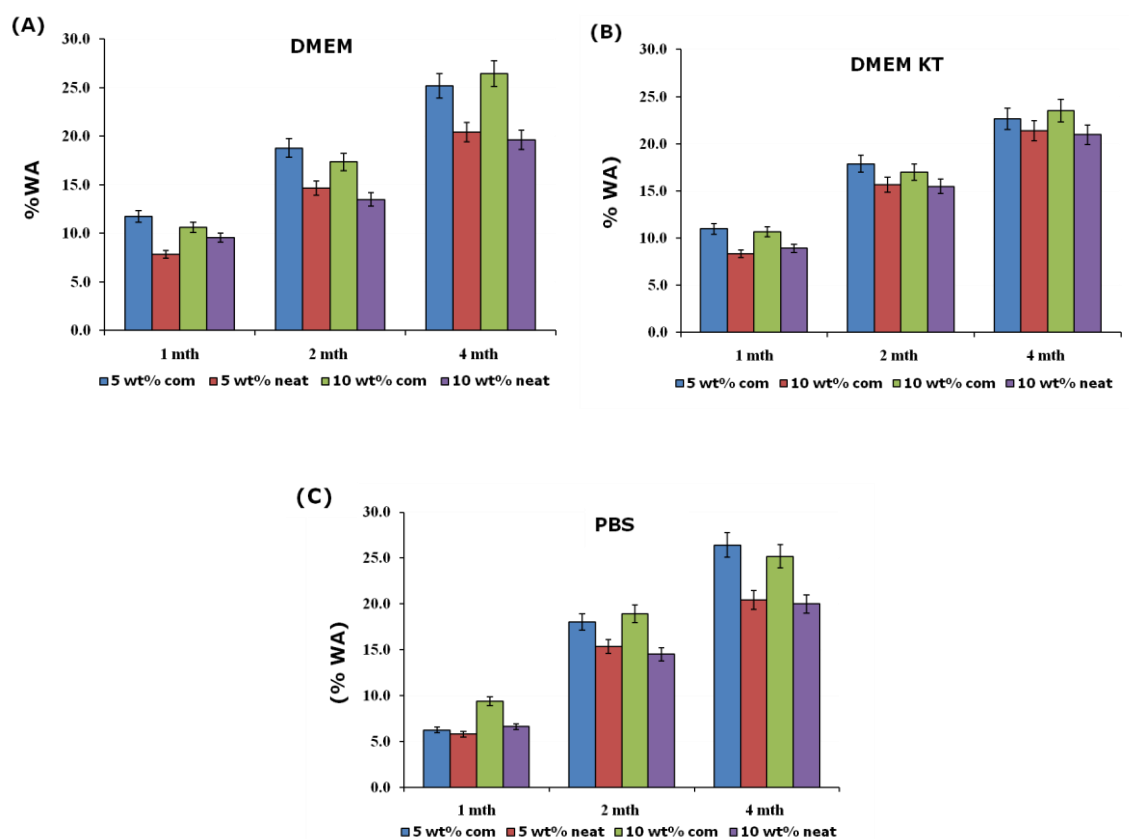 (A)
DMEM
%WA
30.0
25.0
20.0
15.0
10.0
5.0
0.0
1 mth 2 mth 4 mth
5 wt% com 5 wt% neat 10 wt% com 10 wt% neat
(B)
DMEM KT
% WA)
30.0
25.0
20.0
15.0
10.0
5.0
0.0
1 mth 2 mth 4 mth
5 wt% com 10 wt% com 10 wt% com 10 wt% neat
(C)
PBS
(% WA)
30.0
25.0
20.0
15.0
10.0
5.0
0.0
1 mth 2 mth 4 mth
5 wt% com 5 wt% neat 10 wt% com 10 wt% neat